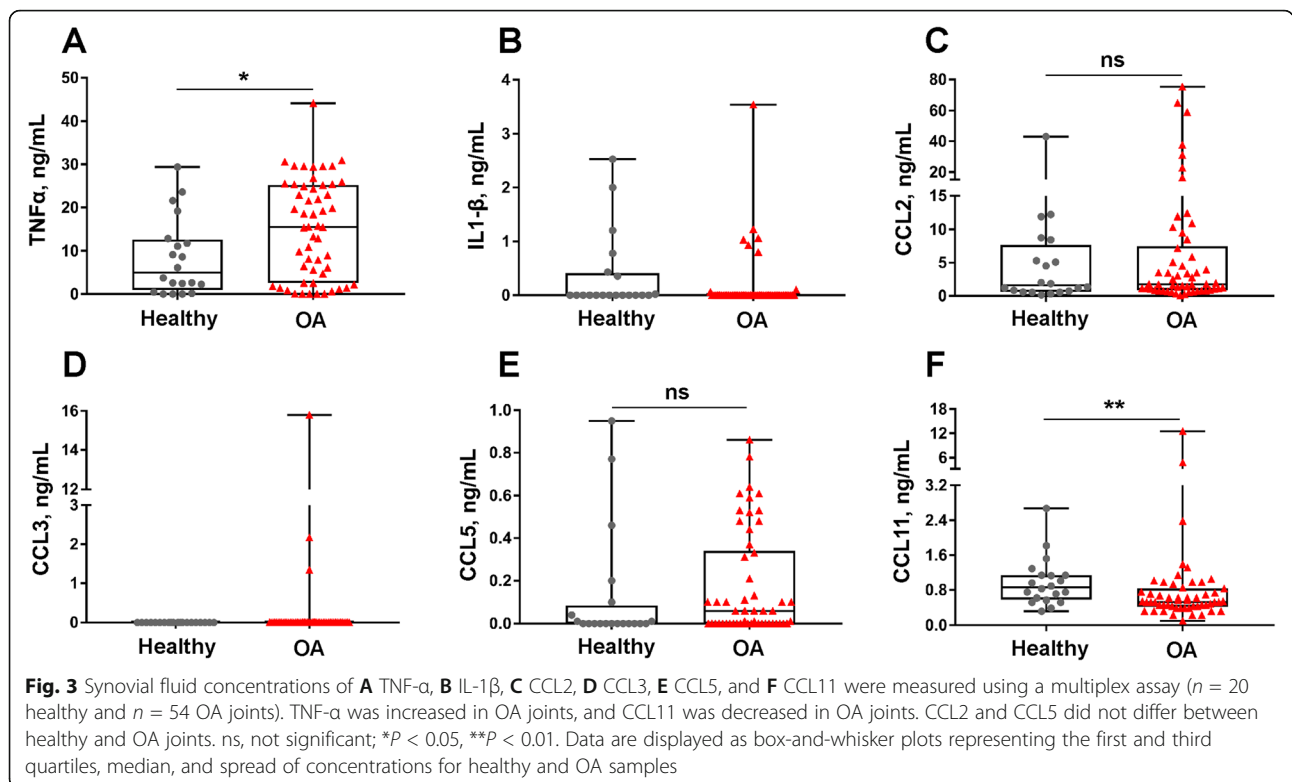 A
*
TNFα, ng/mL
50
40
30
20
10
0
Healthy
OA
B
IL1-β, ng/mL
4
3
2
1
0
Healthy
OA
C
ns
CCL2, ng/mL
80
60
40
20
15
10
5
0
Healthy
OA
D
CCL3, ng/mL
16
14
12
3
2
1
0
Healthy
OA
E
ns
CCL5, ng/mL
1.0
0.8
0.6
0.4
0.2
0.0
Healthy
OA
F
**
CCL11, ng/mL
18
12
6
3.2
2.4
1.6
0.8
0.0
Healthy
OA
Fig. 3 Synovial fluid concentrations of A TNF-α, B IL-1β, C CCL2, D CCL3, E CCL5, and F CCL11 were measured using a multiplex assay (n = 20
healthy and n = 54 OA joints). TNF-α was increased in OA joints, and CCL11 was decreased in OA joints. CCL2 and CCL5 did not differ between
healthy and OA joints. ns, not significant; *P < 0.05, **P < 0.01. Data are displayed as box-and-whisker plots representing the first and third
quartiles, median, and spread of concentrations for healthy and OA samples